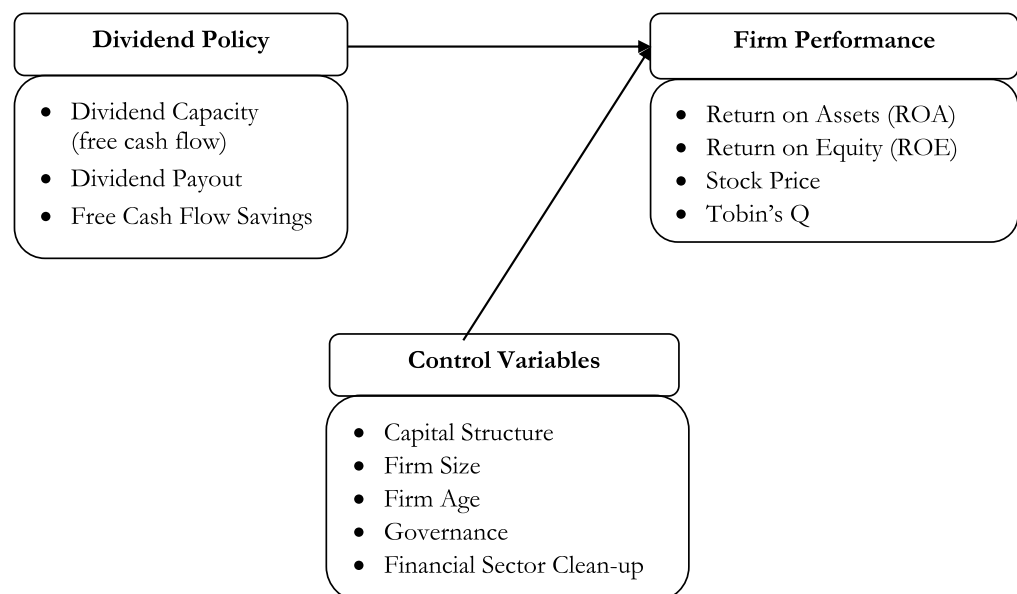 Dividend Policy
• Dividend Capacity
(free cash flow)
• Dividend Payout
• Free Cash Flow Savings
Firm Performance
• Return on Assets (ROA)
• Return on Equity (ROE)
• Stock Price
• Tobin’s Q
Control Variables
• Capital Structure
• Firm Size
• Firm Age
• Governance
• Financial Sector Clean-up